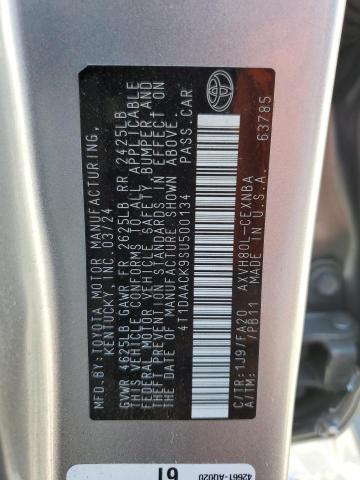 MFD.BY:TOYOTA MOTOR MANUFACTURING,
KENTUCKY, INC. 03/24
GVWR 4625LB GAWR FR 2625LB RR 2425LB
THIS VEHICLE CONFORMS TO ALL APPLICABLE
FEDERAL MOTOR VEHICLE SAFETY, BUMPER AND
THEFT PREVENTION STANDARDS IN EFFECT ON
THE DATE OF MANUFACTURE SHOWN ABOVE.
4T1DAACK9SU500134 PASS.CAR
C/TR:1J9/FA20 AXVH80L-CEXNBA
A/TM: /PB11 MADE IN U.S.A.
63785
42661-AQ020
61